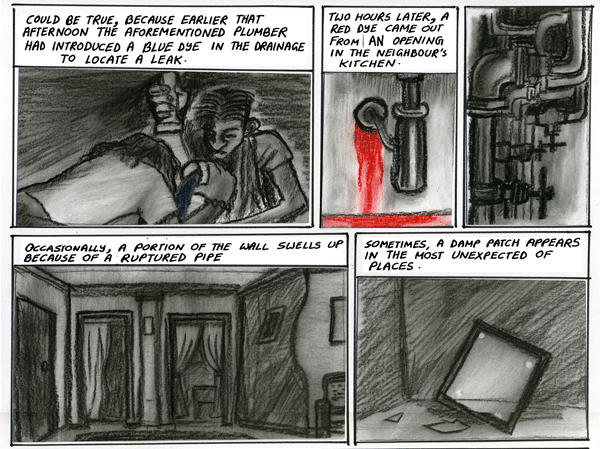 COULD BE TRUE, BECAUSE EARLIER THAT
AFTERNOON THE AFOREMENTIONED PLUMBER
HAD INTRODUCED A BLUE DYE IN THE DRAINAGE
TO LOCATE A LEAK.
TWO HOURS LATER, A
RED DYE CAME OUT
FROM AN OPENING
IN THE NEIGHBOUR'S
KITCHEN.
OCCASIONALLY, A PORTION OF THE WALL SWELLS UP
BECAUSE OF A RUPTURED PIPE
SOMETIMES, A DAMP PATCH APPEARS
IN THE MOST UNEXPECTED OF
PLACES.